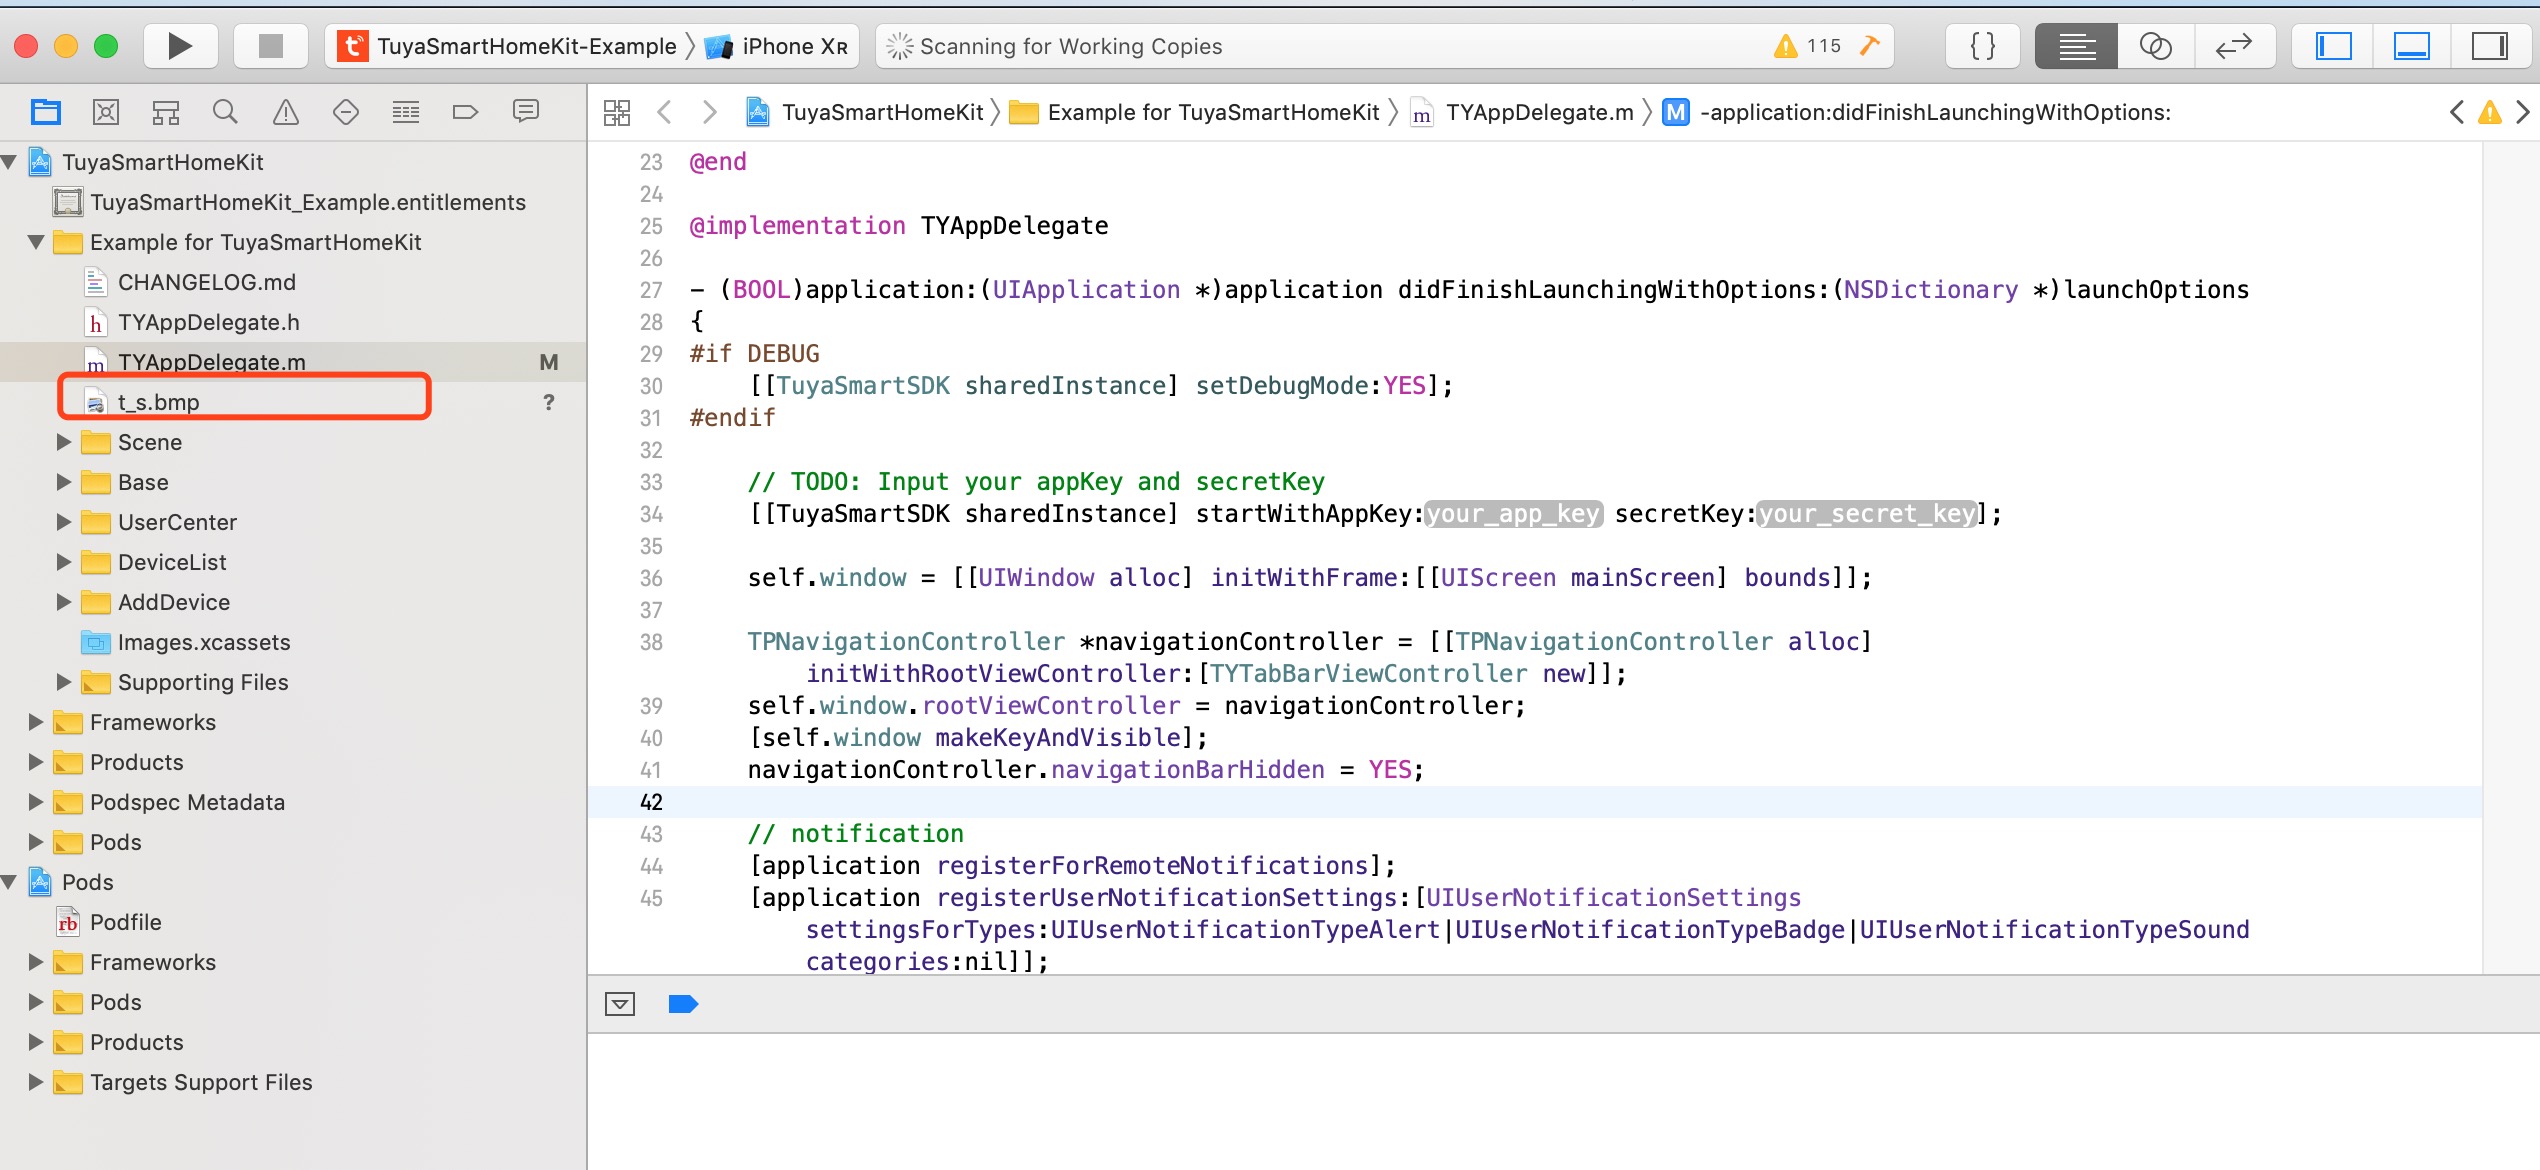 TuyaSmartHomeKit-Example 〉 iPhone XR
Scanning for Working Copies
115
{ }
TuyaSmartHomeKit 〉 Example for TuyaSmartHomeKit 〉 m TYAppDelegate.m 〉 M -application:didFinishLaunchingWithOptions:
TuyaSmartHomeKit
TuyaSmartHomeKit_Example.entitlements
Example for TuyaSmartHomeKit
CHANGELOG.md
h TYAppDelegate.h
m TYAppDelegate.m M
t_s.bmp ?
Scene
Base
UserCenter
DeviceList
AddDevice
Images.xcassets
Supporting Files
Frameworks
Products
Podspec Metadata
Pods
Pods
rb Podfile
Frameworks
Pods
Products
Targets Support Files
23 @end
24
25 @implementation TYAppDelegate
26
27 - (BOOL)application:(UIApplication *)application didFinishLaunchingWithOptions:(NSDictionary *)launchOptions
28 {
29 #if DEBUG
30     [[TuyaSmartSDK sharedInstance] setDebugMode:YES];
31 #endif
32
33     // TODO: Input your appKey and secretKey
34     [[TuyaSmartSDK sharedInstance] startWithAppKey:your_app_key secretKey:your_secret_key];
35
36     self.window = [[UIWindow alloc] initWithFrame:[[UIScreen mainScreen] bounds]];
37
38     TPNavigationController *navigationController = [[TPNavigationController alloc]
        initWithRootViewController:[TYTabBarViewController new]];
39     self.window.rootViewController = navigationController;
40     [self.window makeKeyAndVisible];
41     navigationController.navigationBarHidden = YES;
42
43     // notification
44     [application registerForRemoteNotifications];
45     [application registerUserNotificationSettings:[UIUserNotificationSettings
        settingsForTypes:UIUserNotificationTypeAlert|UIUserNotificationTypeBadge|UIUserNotificationTypeSound
        categories:nil]];